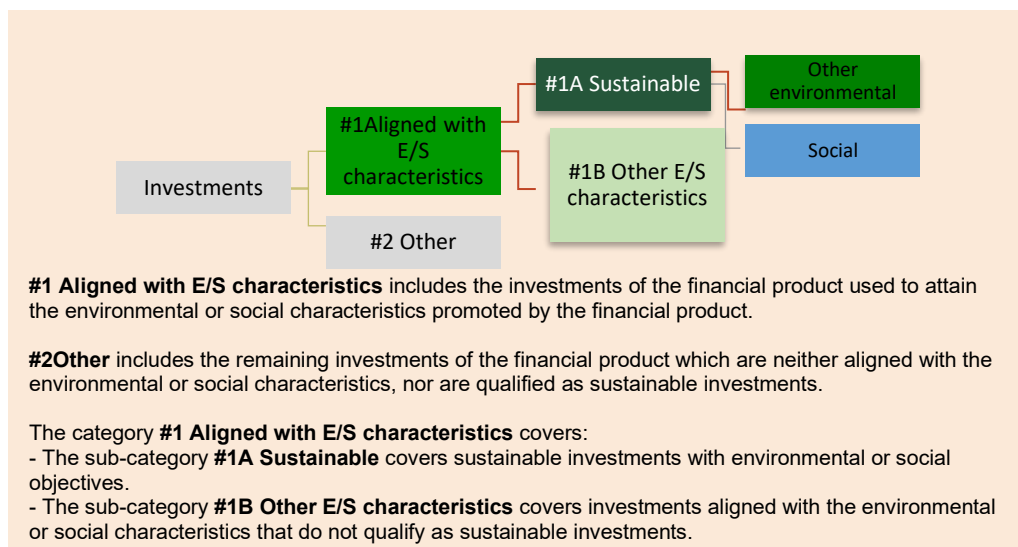 Investments
#1Aligned with
E/S
characteristics
#2 Other
#1A Sustainable
#1B Other E/S
characteristics
Other
environmental
Social
#1 Aligned with E/S characteristics includes the investments of the financial product used to attain
the environmental or social characteristics promoted by the financial product.
#2Other includes the remaining investments of the financial product which are neither aligned with the
environmental or social characteristics, nor are qualified as sustainable investments.
The category #1 Aligned with E/S characteristics covers:
- The sub-category #1A Sustainable covers sustainable investments with environmental or social
objectives.
- The sub-category #1B Other E/S characteristics covers investments aligned with the environmental
or social characteristics that do not qualify as sustainable investments.